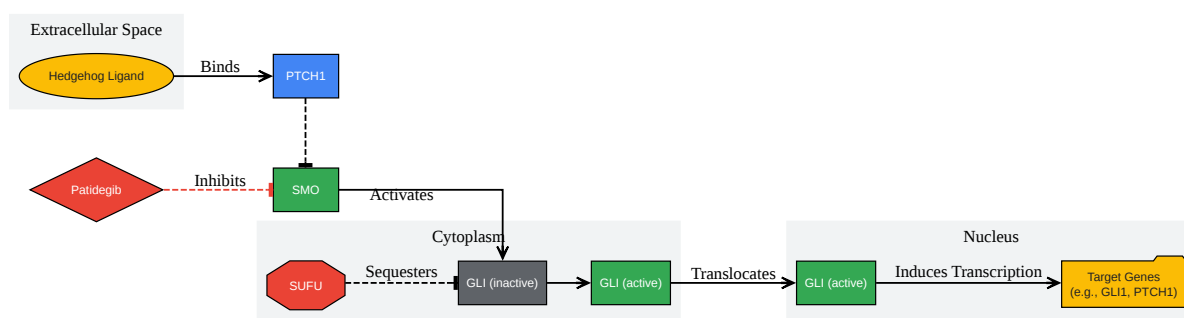 Extracellular Space
Hedgehog Ligand
Binds
PTCH1
Patidegib
Inhibits
SMO
Activates
Cytoplasm
SUFU
Sequesters
GLI (inactive)
GLI (active)
Translocates
Nucleus
GLI (active)
Induces Transcription
Target Genes
(e.g., GLI1, PTCH1)